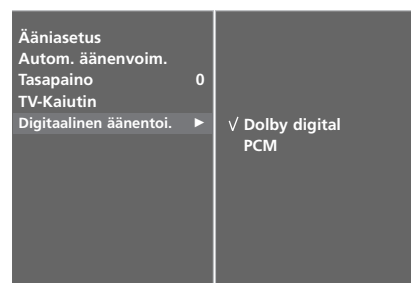 Ääniasetus
Autom. äänenvoim.
Tasapaino 0
TV-Kaiutin
Digitaalinen äänentoi. ►
√ Dolby digital
PCM